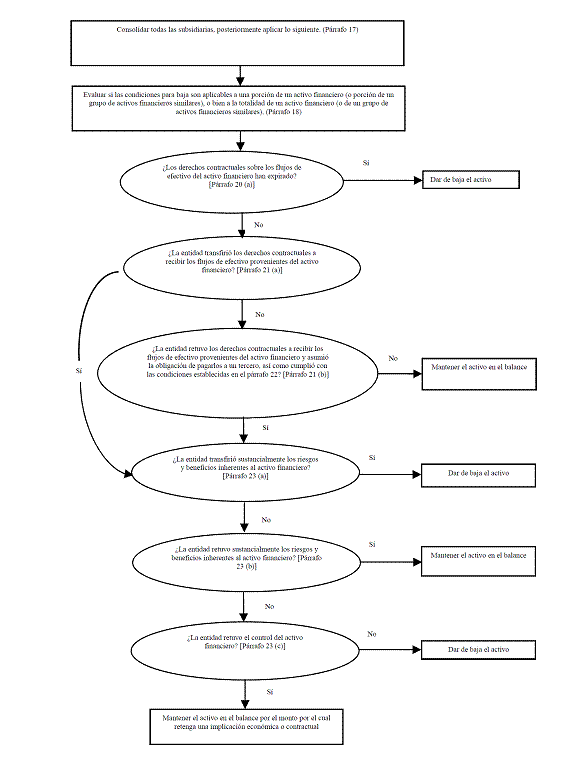 Consolidar todas las subsidiarias, posteriormente aplicar lo siguiente. (Párrafo 17)
Evaluar si las condiciones para baja son aplicables a una porción de un activo financiero (o porción de un
grupo de activos financieros similares), o bien a la totalidad de un activo financiero (o de un grupo de
activos financieros similares). (Párrafo 18)
¿Los derechos contractuales sobre los flujos de
efectivo del activo financiero han expirado?
[Párrafo 20 (a)]
Sí
Dar de baja el activo
No
¿La entidad transfirió los derechos contractuales a
recibir los flujos de efectivo provenientes del activo
financiero? [Párrafo 21 (a)]
No
Sí
¿La entidad retuvo los derechos contractuales a recibir los
flujos de efectivo provenientes del activo financiero y asumió
la obligación de pagarlos a un tercero, así como cumplió con
las condiciones establecidas en el párrafo 22? [Párrafo 21 (b)]
No
Mantener el activo en el balance
Sí
¿La entidad transfirió sustancialmente los riesgos
y beneficios inherentes al activo financiero?
[Párrafo 23 (a)]
Sí
Dar de baja el activo
No
¿La entidad retuvo sustancialmente los riesgos y
beneficios inherentes al activo financiero? [Párrafo
23 (b)]
Sí
Mantener el activo en el balance
No
¿La entidad retuvo el control del activo
financiero? [Párrafo 23 (c)]
No
Dar de baja el activo
Sí
Mantener el activo en el balance por el monto por el cual
retenga una implicación económica o contractual